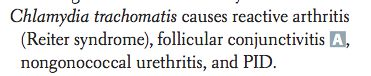 Chlamydia trachomatis causes reactive arthritis
(Reiter syndrome), follicular conjunctivitis A,
nongonococcal urethritis, and PID.